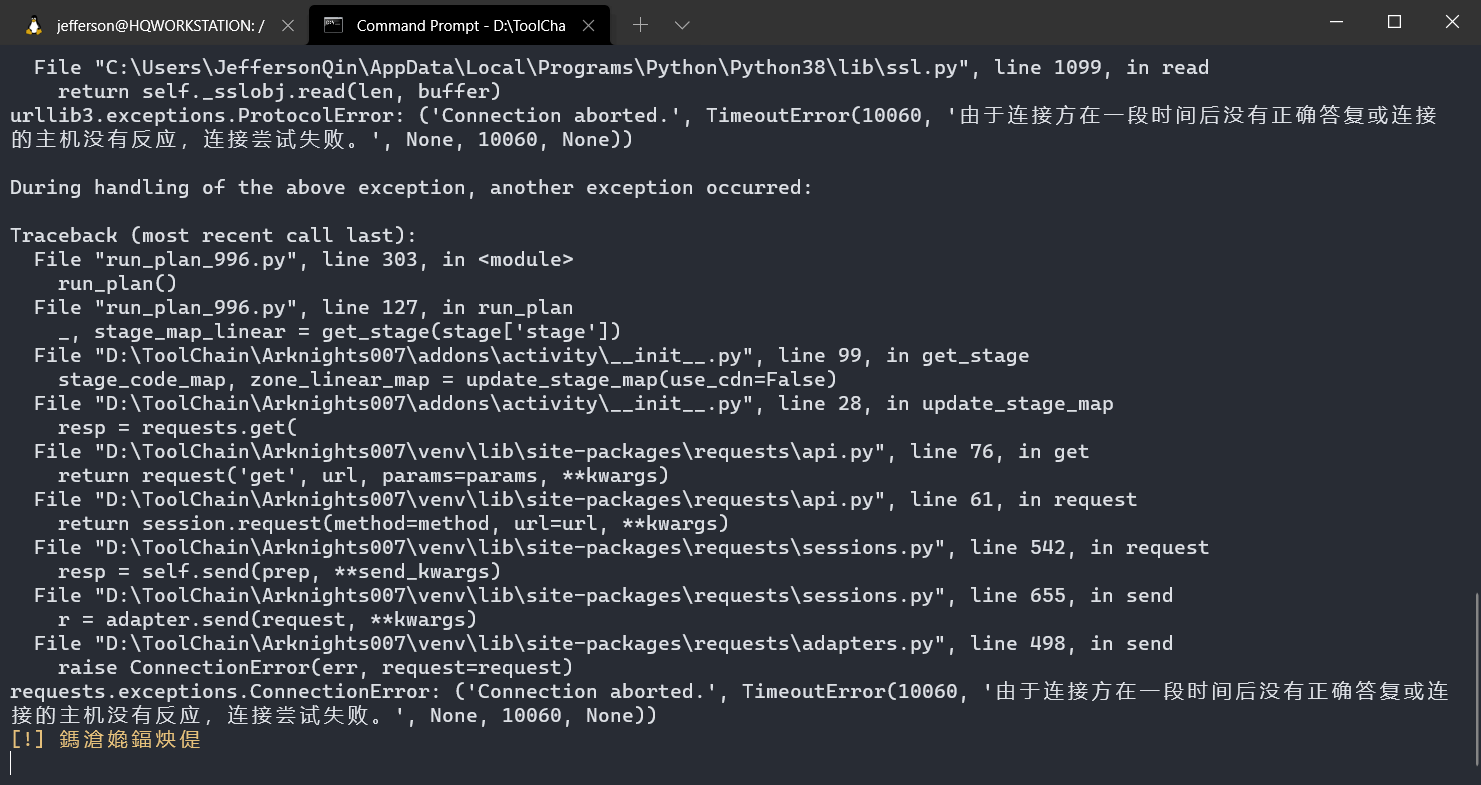 jefferson@HQWORKSTATION: /
Command Prompt - D:\ToolCha
File "C:\Users\JeffersonQin\AppData\Local\Programs\Python\Python38\lib\ssl.py", line 1099, in read
return self._sslobj.read(len, buffer)
urllib3.exceptions.ProtocolError: ('Connection aborted.', TimeoutError(10060, '由于连接方在一段时间后没有正确答复或连接
的主机没有反应，连接尝试失败。', None, 10060, None))
During handling of the above exception, another exception occurred:
Traceback (most recent call last):
File "run_plan_996.py", line 303, in <module>
run_plan()
File "run_plan_996.py", line 127, in run_plan
_, stage_map_linear = get_stage(stage['stage'])
File "D:\ToolChain\Arknights007\addons\activity\__init__.py", line 99, in get_stage
stage_code_map, zone_linear_map = update_stage_map(use_cdn=False)
File "D:\ToolChain\Arknights007\addons\activity\__init__.py", line 28, in update_stage_map
resp = requests.get(
File "D:\ToolChain\Arknights007\venv\lib\site-packages\requests\api.py", line 76, in get
return request('get', url, params=params, **kwargs)
File "D:\ToolChain\Arknights007\venv\lib\site-packages\requests\api.py", line 61, in request
return session.request(method=method, url=url, **kwargs)
File "D:\ToolChain\Arknights007\venv\lib\site-packages\requests\sessions.py", line 542, in request
resp = self.send(prep, **send_kwargs)
File "D:\ToolChain\Arknights007\venv\lib\site-packages\requests\sessions.py", line 655, in send
r = adapter.send(request, **kwargs)
File "D:\ToolChain\Arknights007\venv\lib\site-packages\requests\adapters.py", line 498, in send
raise ConnectionError(err, request=request)
requests.exceptions.ConnectionError: ('Connection aborted.', TimeoutError(10060, '由于连接方在一段时间后没有正确答复或连
接的主机没有反应，连接尝试失败。', None, 10060, None))
[!]